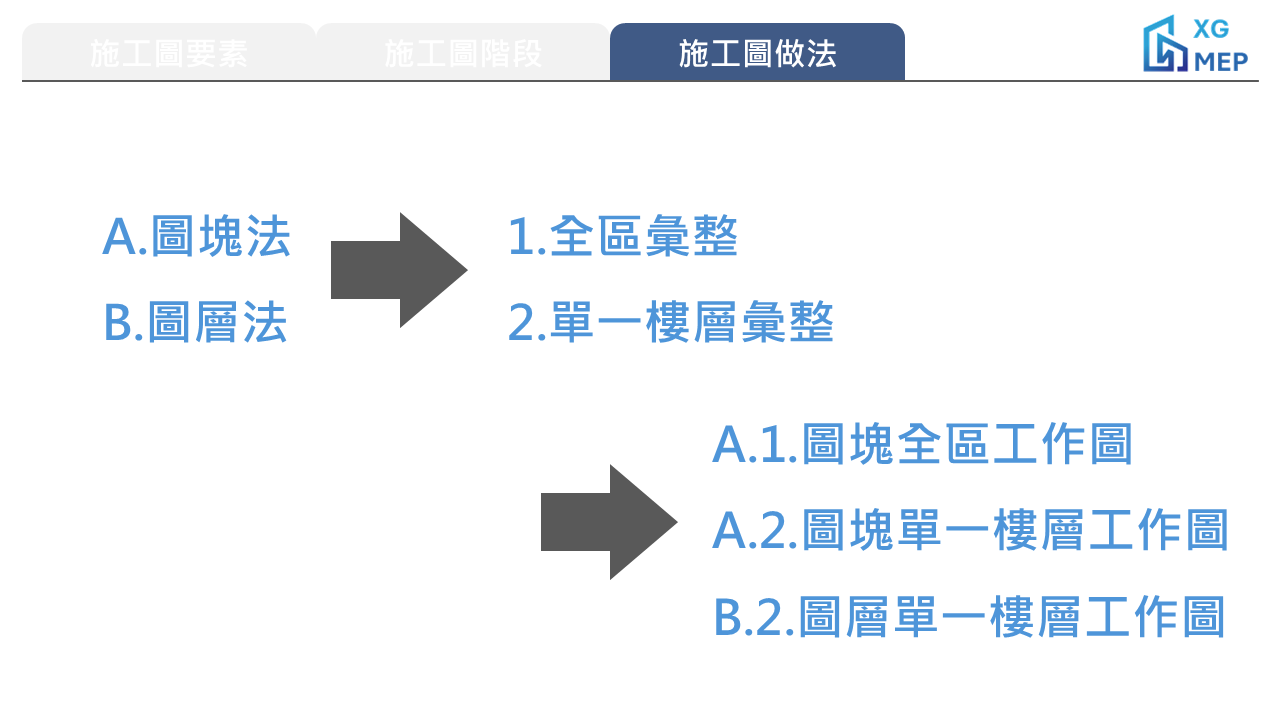 施工圖要素
施工圖階段
施工圖做法
XG
MEP
A.圖塊法
B.圖層法
1.全區彙整
2.單一樓層彙整
A.1.圖塊全區工作圖
A.2.圖塊單一樓層工作圖
B.2.圖層單一樓層工作圖